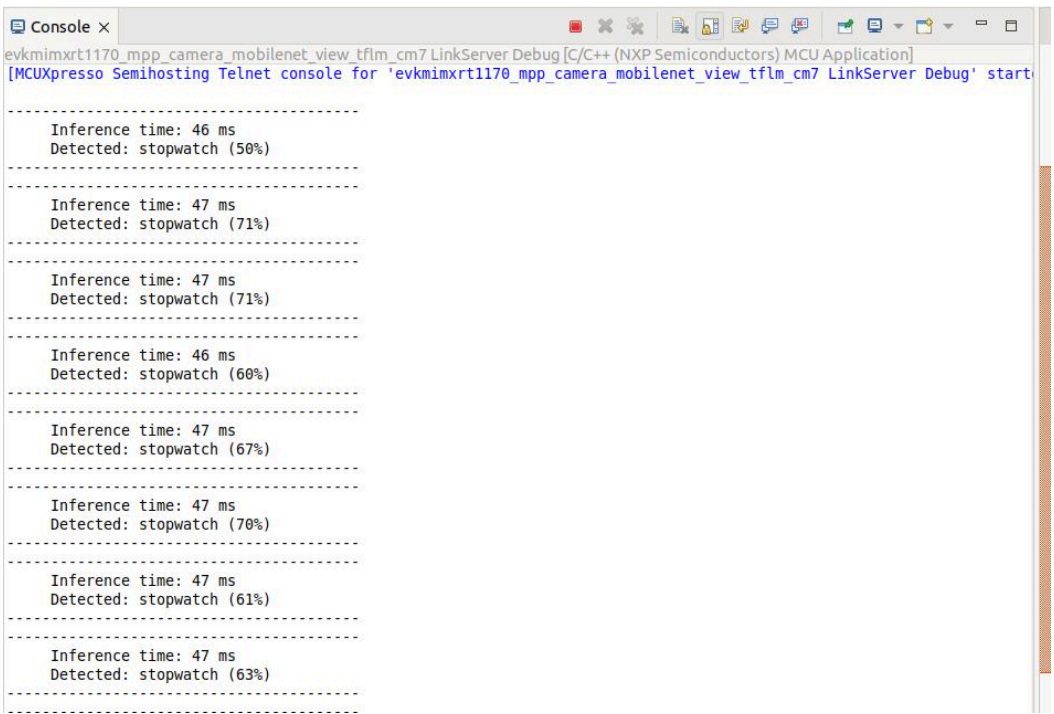 Console
evkmimxrt1170_mpp_camera_mobilenet_view_tflm_cm7 LinkServer Debug [C/C++ (NXP Semiconductors) MCU Application]
[MCUXpresso Semihosting Telnet console for 'evkmimxrt1170_mpp_camera_mobilenet_view_tflm_cm7 LinkServer Debug' start
----------------------------------------
Inference time: 46 ms
Detected: stopwatch (50%)
----------------------------------------
----------------------------------------
Inference time: 47 ms
Detected: stopwatch (71%)
----------------------------------------
----------------------------------------
Inference time: 47 ms
Detected: stopwatch (71%)
----------------------------------------
----------------------------------------
Inference time: 46 ms
Detected: stopwatch (60%)
----------------------------------------
----------------------------------------
Inference time: 47 ms
Detected: stopwatch (67%)
----------------------------------------
----------------------------------------
Inference time: 47 ms
Detected: stopwatch (70%)
----------------------------------------
----------------------------------------
Inference time: 47 ms
Detected: stopwatch (61%)
----------------------------------------
----------------------------------------
Inference time: 47 ms
Detected: stopwatch (63%)
----------------------------------------
----------------------------------------